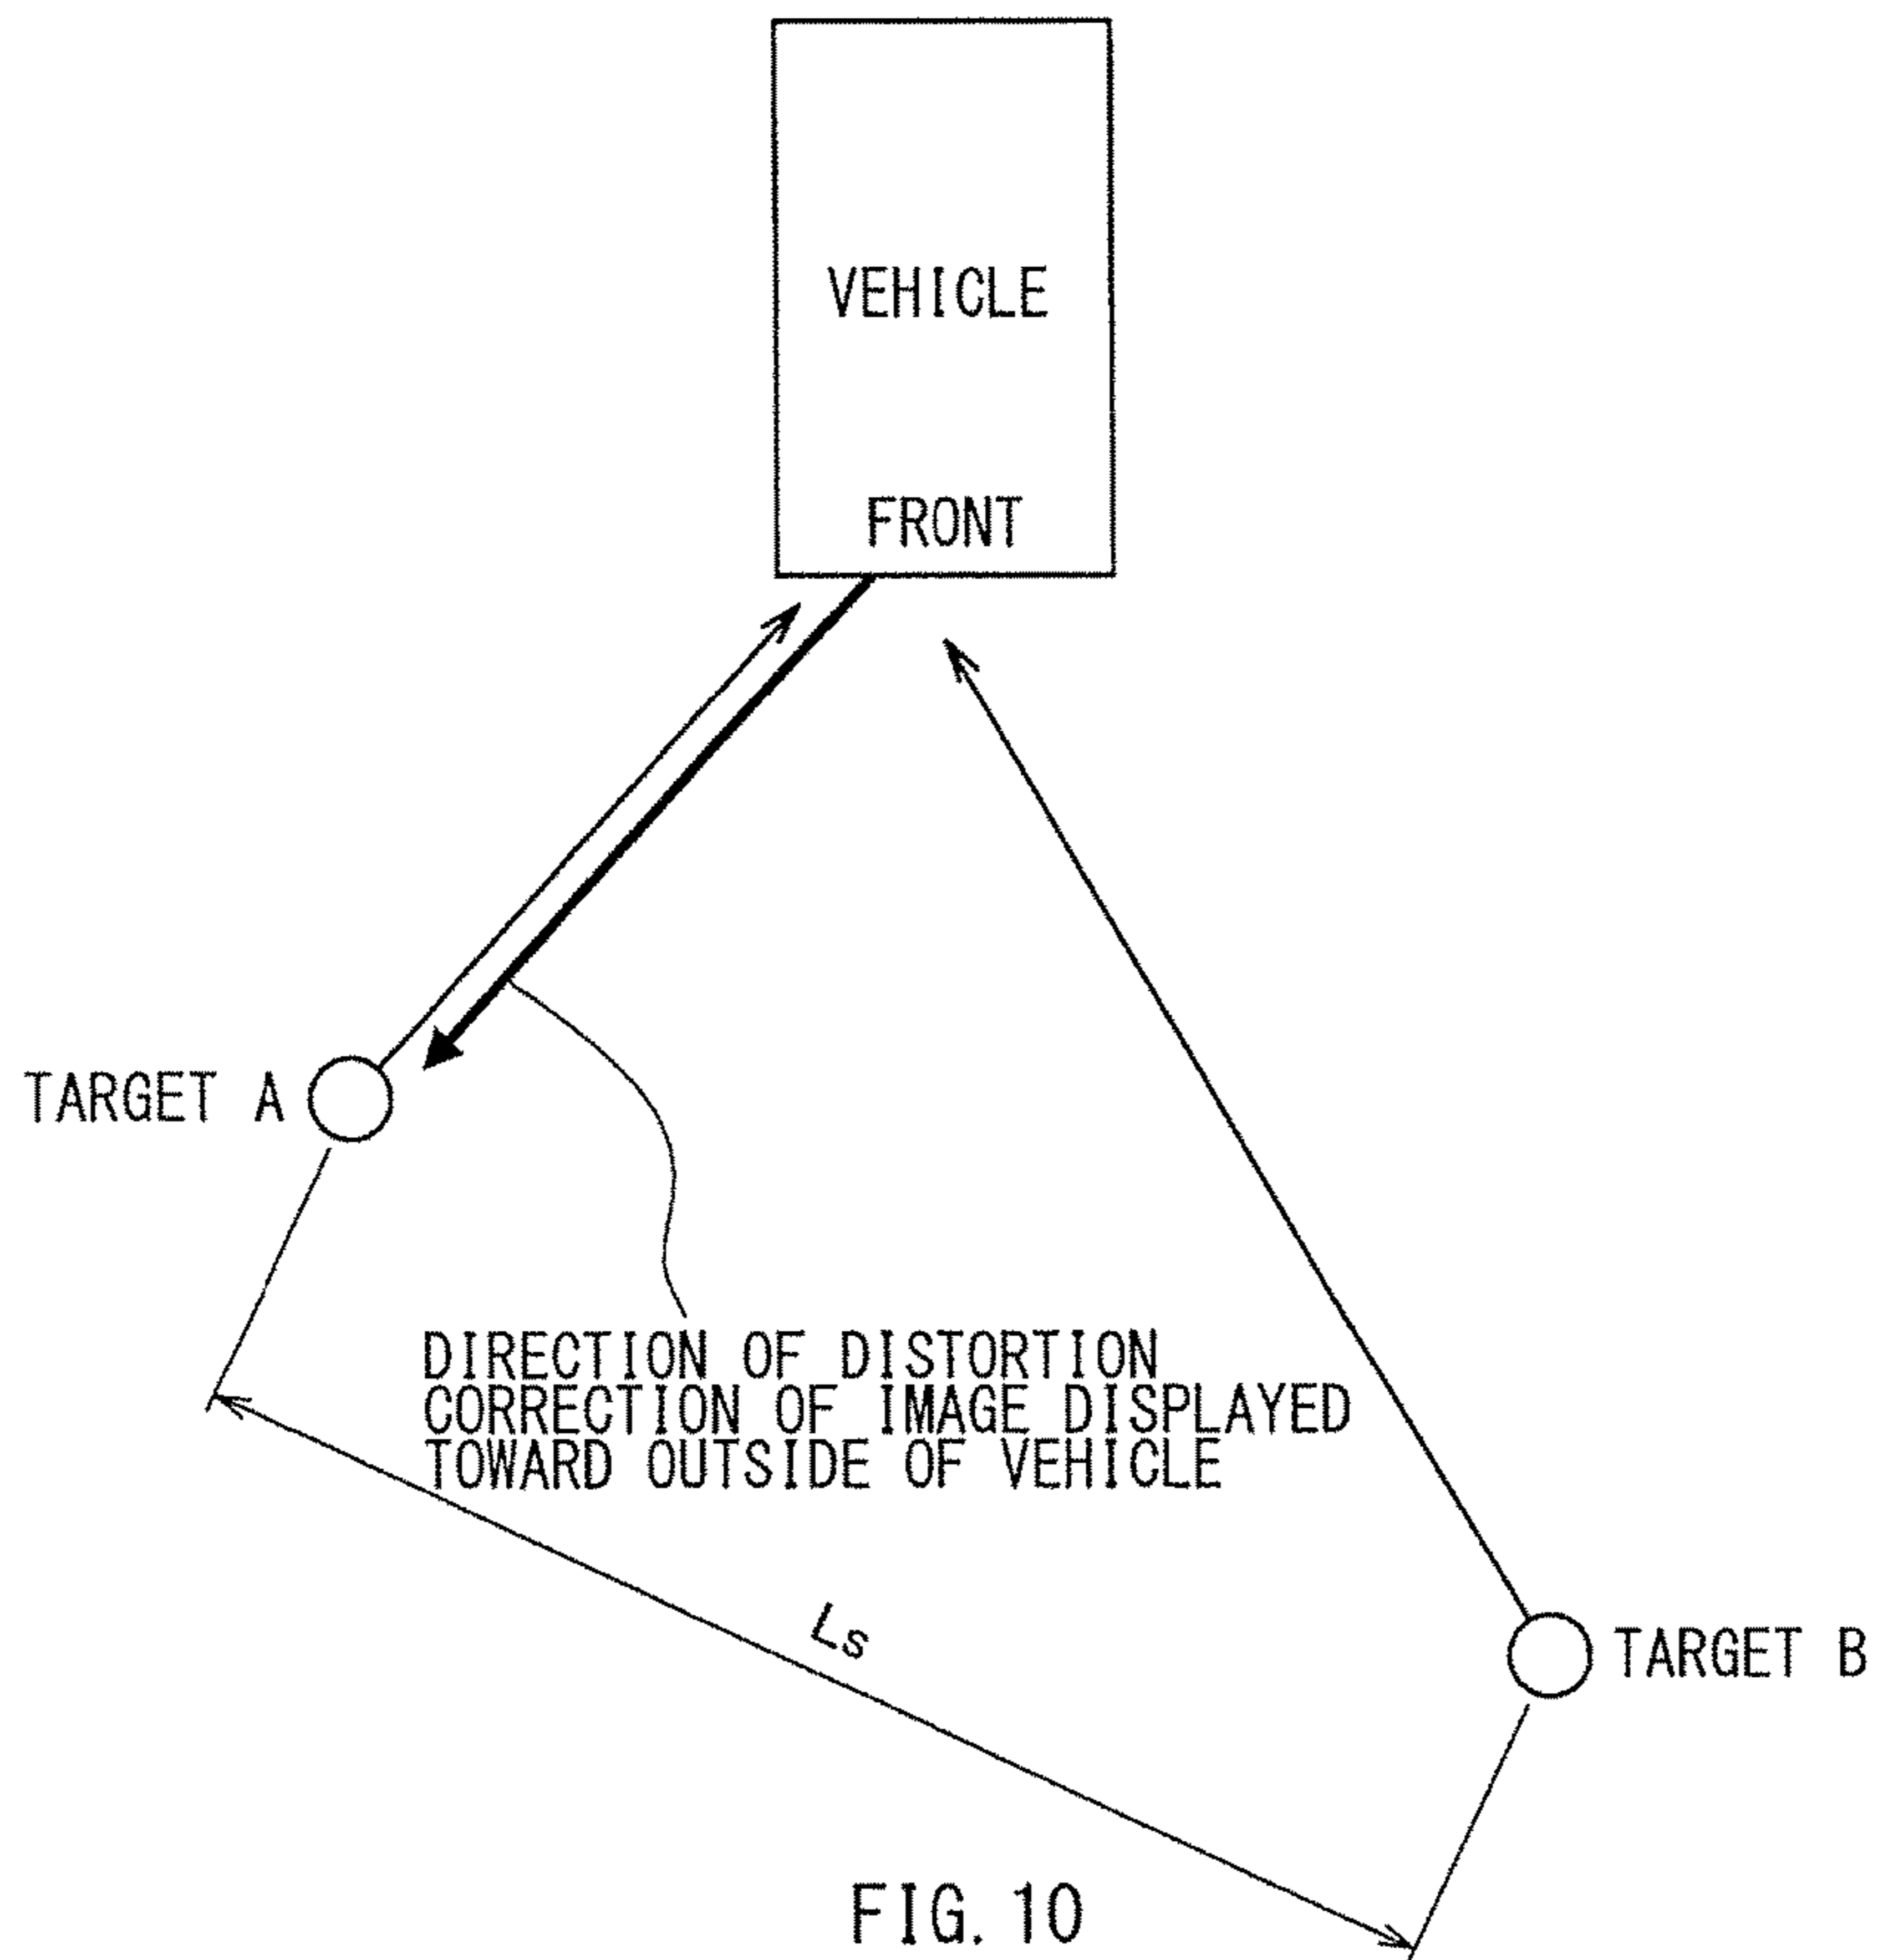 VEHICLE
FRONT
TARGET A
DIRECTION OF DISTORTION
CORRECTION OF IMAGE DISPLAYED
TOWARD OUTSIDE OF VEHICLE
Ls
TARGET B
FIG. 10